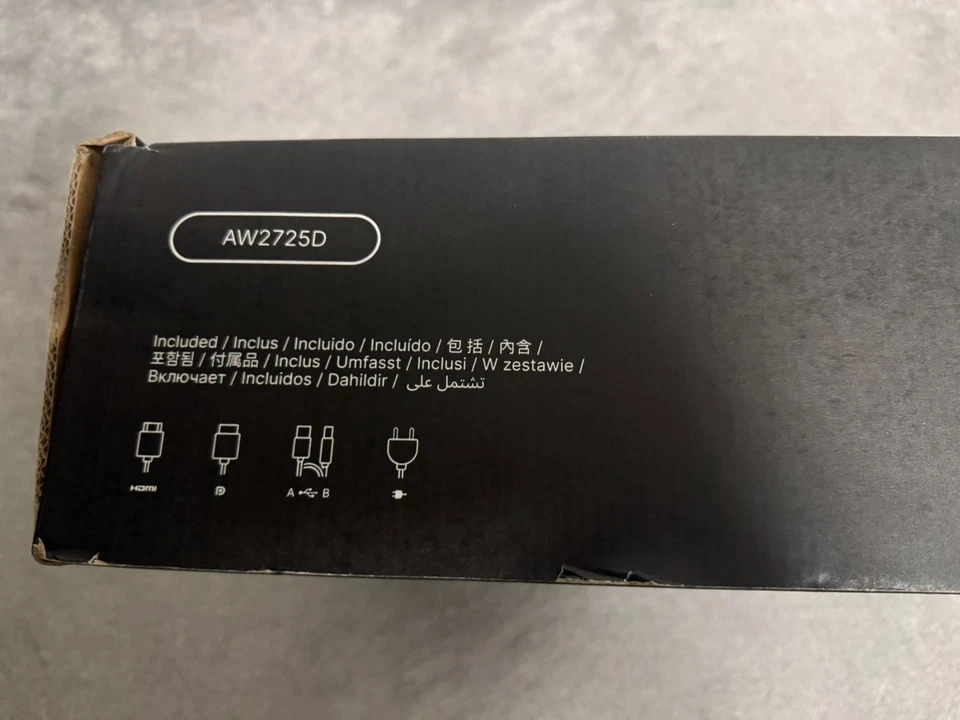 AW2725D
Included / Inclus / Incluido / Incluído / 包括 / 內含 /
포함됨 / 付属品 / Inclus / Umfasst / Inclusi / W zestawie /
Включает / Incluidos / Dahildir / تشتمل على
HDMI
A B